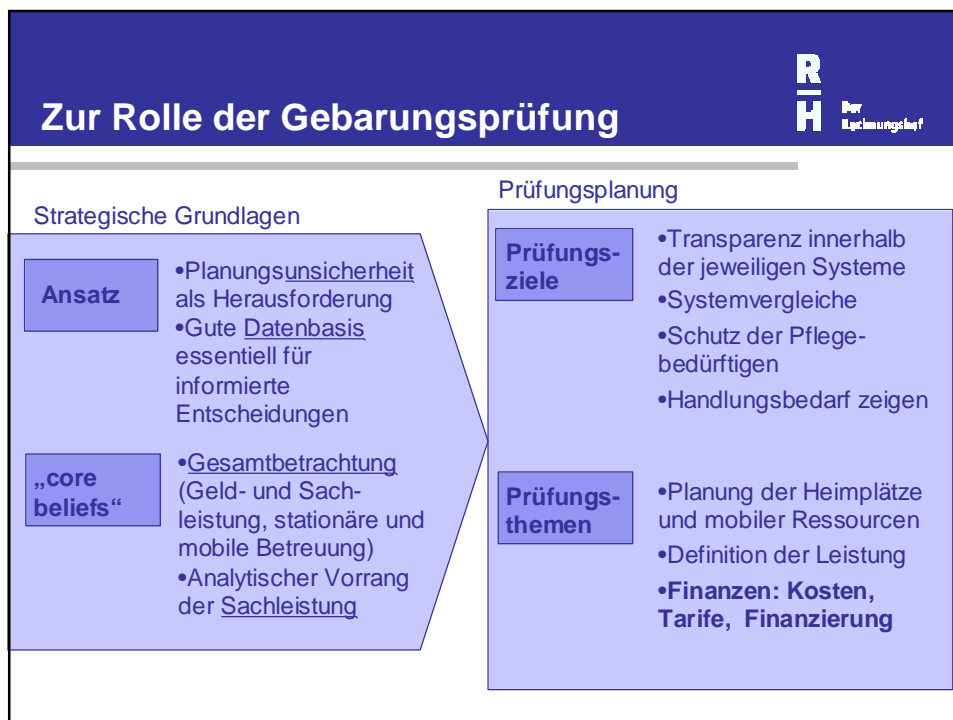 Zur Rolle der Gebarungsprüfung
R
H
Der
Rechnungshof
Strategische Grundlagen
Ansatz
•Planungsunsicherheit
als Herausforderung
•Gute Datenbasis
essentiell für
informierte
Entscheidungen
„core
beliefs“
•Gesamtbetrachtung
(Geld- und Sach-
leistung, stationäre und
mobile Betreuung)
•Analytischer Vorrang
der Sachleistung
Prüfungsplanung
Prüfungs-
ziele
•Transparenz innerhalb
der jeweiligen Systeme
•Systemvergleiche
•Schutz der Pflege-
bedürftigen
•Handlungsbedarf zeigen
Prüfungs-
themen
•Planung der Heimplätze
und mobiler Ressourcen
•Definition der Leistung
•Finanzen: Kosten,
Tarife, Finanzierung